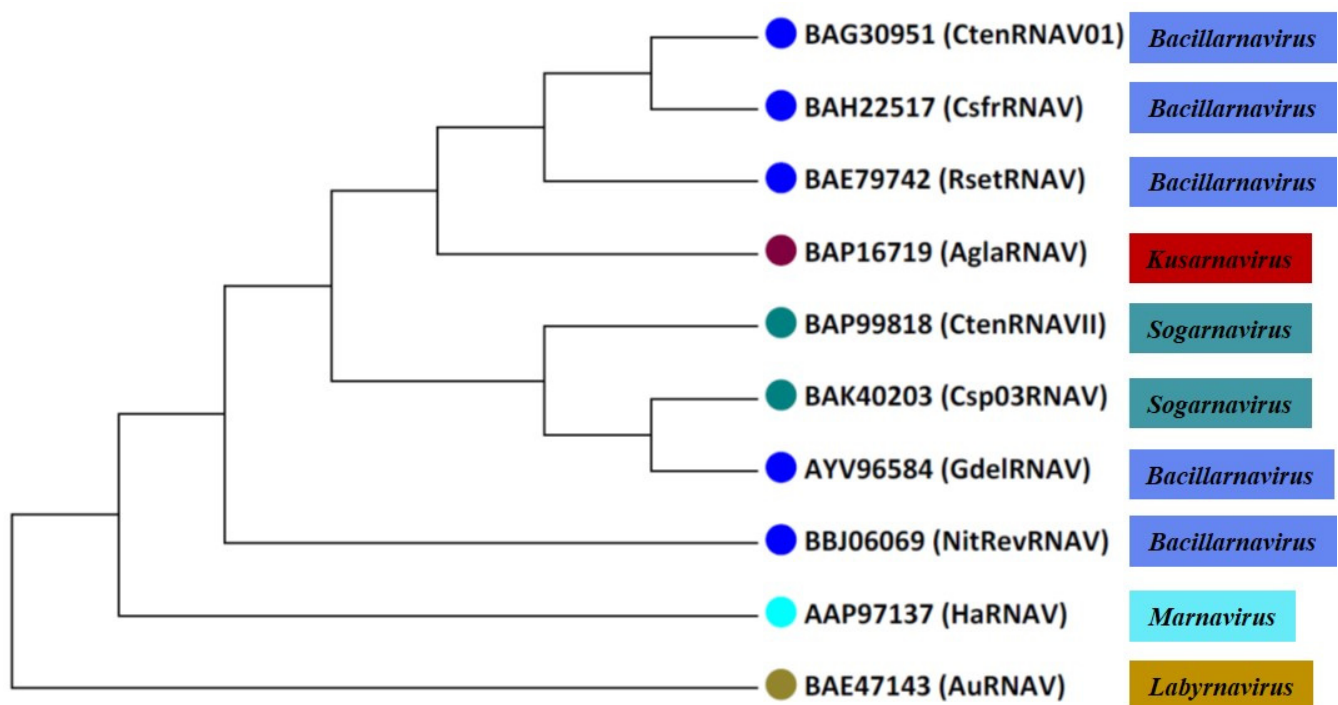 BAG30951 (CtenRNAV01) Bacillarnavirus
BAH22517 (CsfrRNAV) Bacillarnavirus
BAE79742 (RsetRNAV) Bacillarnavirus
BAP16719 (AglaRNAV) Kusarnavirus
BAP99818 (CtenRNAVII) Sogarnavirus
BAK40203 (Csp03RNAV) Sogarnavirus
AYV96584 (GdelRNAV) Bacillarnavirus
BBJ06069 (NitRevRNAV) Bacillarnavirus
AAP97137 (HaRNAV) Marnavirus
BAE47143 (AuRNAV) Labyrnavirus